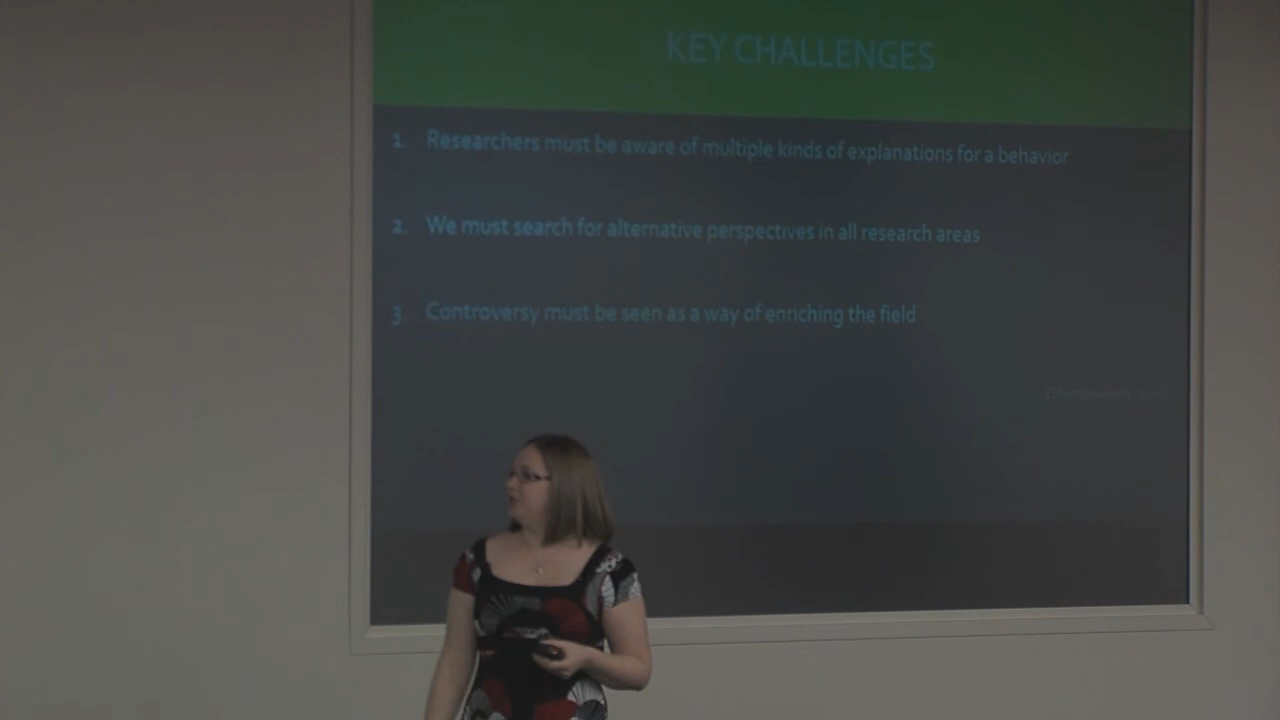 KEY CHALLENGES
1. Researchers must be aware of multiple kinds of explanations for a behavior
2. We must search for alternative perspectives in all research areas
3. Controversy must be seen as a way of enriching the field